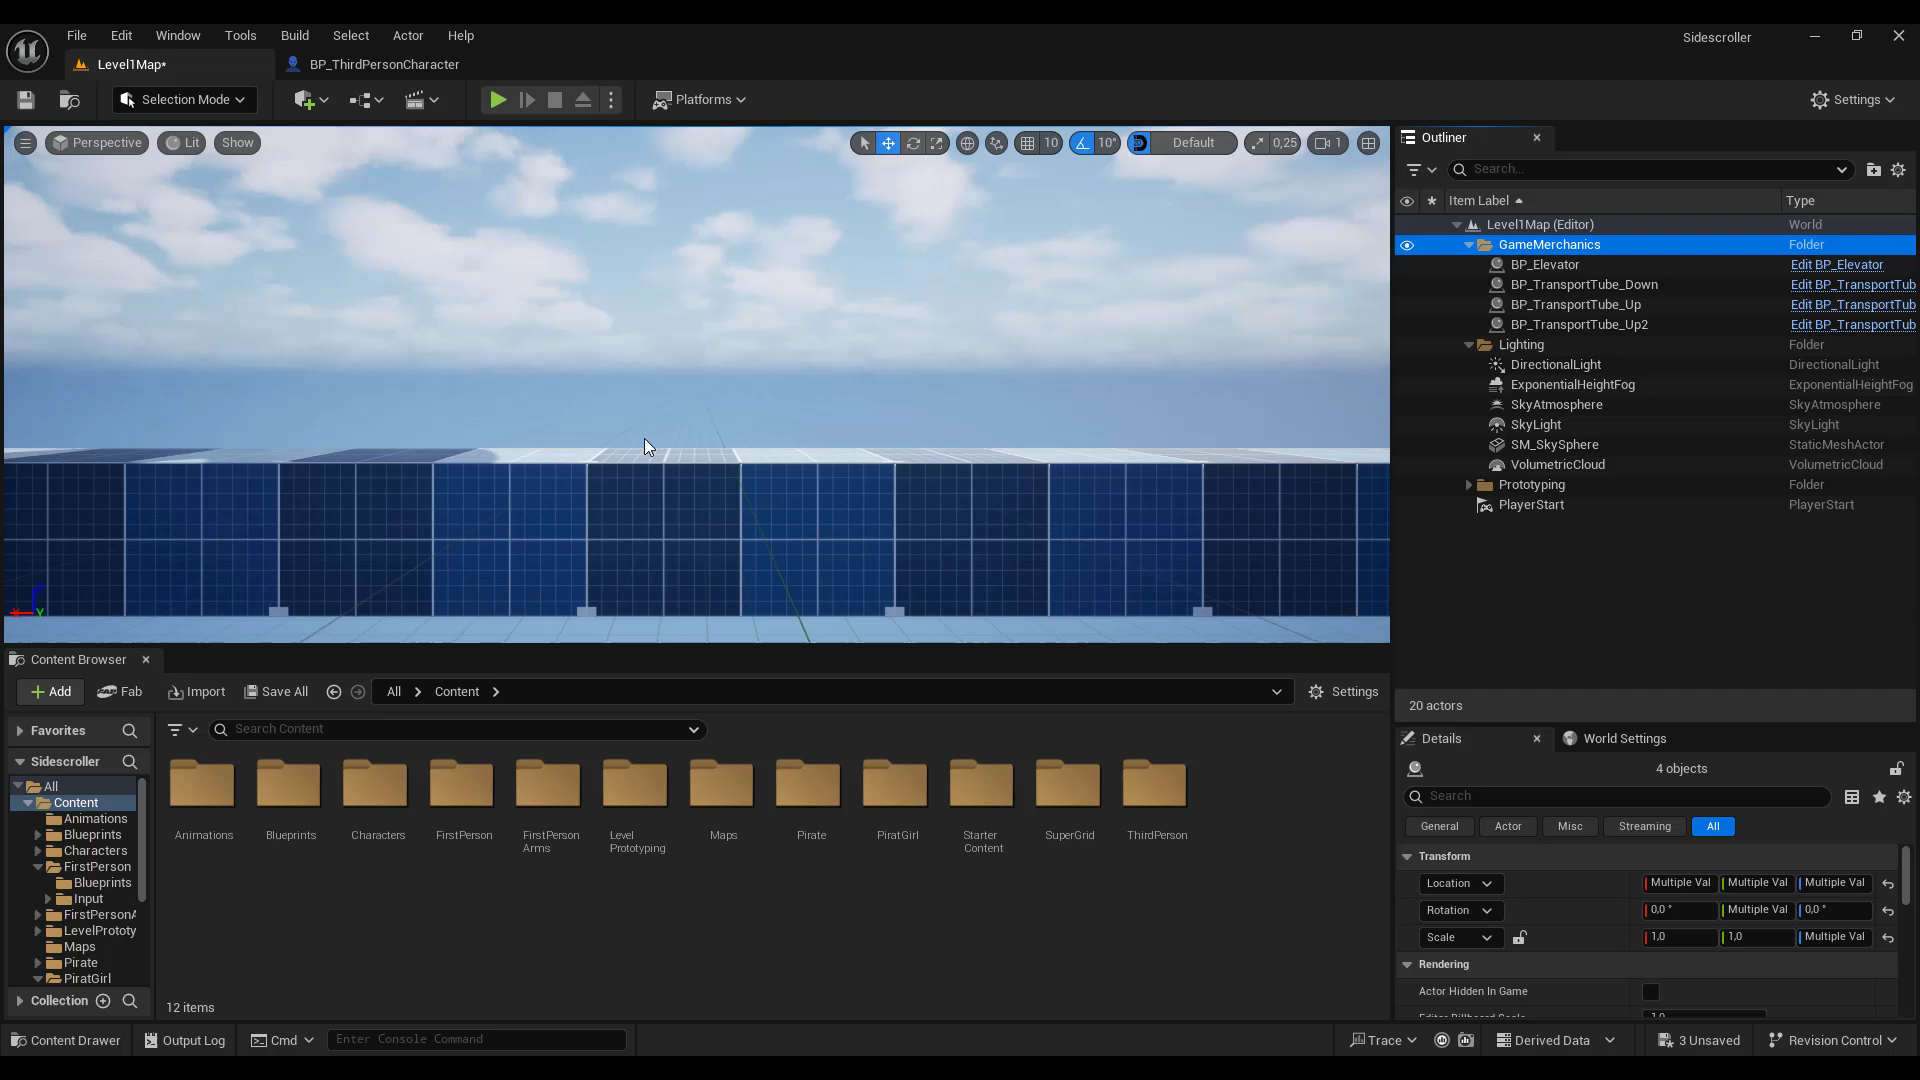 File Edit Window Tools Build Select Actor Help
Sidescroller
Level1Map*
BP_ThirdPersonCharacter
Selection Mode
Platforms
Settings
Perspective
Lit
Show
10
10°
Default
0,25
1
Outliner
Search...
Item Label
Type
Level1Map (Editor) World
GameMerchanics Folder
BP_Elevator Edit BP_Elevator
BP_TransportTube_Down Edit BP_TransportTub
BP_TransportTube_Up Edit BP_TransportTub
BP_TransportTube_Up2 Edit BP_TransportTub
Lighting Folder
DirectionalLight DirectionalLight
ExponentialHeightFog ExponentialHeightFog
SkyAtmosphere SkyAtmosphere
SkyLight SkyLight
SM_SkySphere StaticMeshActor
VolumetricCloud VolumetricCloud
Prototyping Folder
PlayerStart PlayerStart
20 actors
X
Y
Content Browser
Add
Fab
Import
Save All
All
Content
Settings
Favorites
Search Content
Sidescroller
All
Content
Animations
Blueprints
Characters
FirstPerson
Blueprints
Input
FirstPersonA
LevelPrototy
Maps
Pirate
PiratGirl
Collection
Animations
Blueprints
Characters
FirstPerson
FirstPerson
Arms
Level
Prototyping
Maps
Pirate
PiratGirl
Starter
Content
SuperGrid
ThirdPerson
12 items
Details
World Settings
4 objects
Search
General
Actor
Misc
Streaming
All
Transform
Location Multiple Val Multiple Val Multiple Val
Rotation 0,0 ° Multiple Val 0,0 °
Scale 1,0 1,0 Multiple Val
Rendering
Actor Hidden In Game
Content Drawer
Output Log
Cmd
Enter Console Command
Trace
Derived Data
3 Unsaved
Revision Control